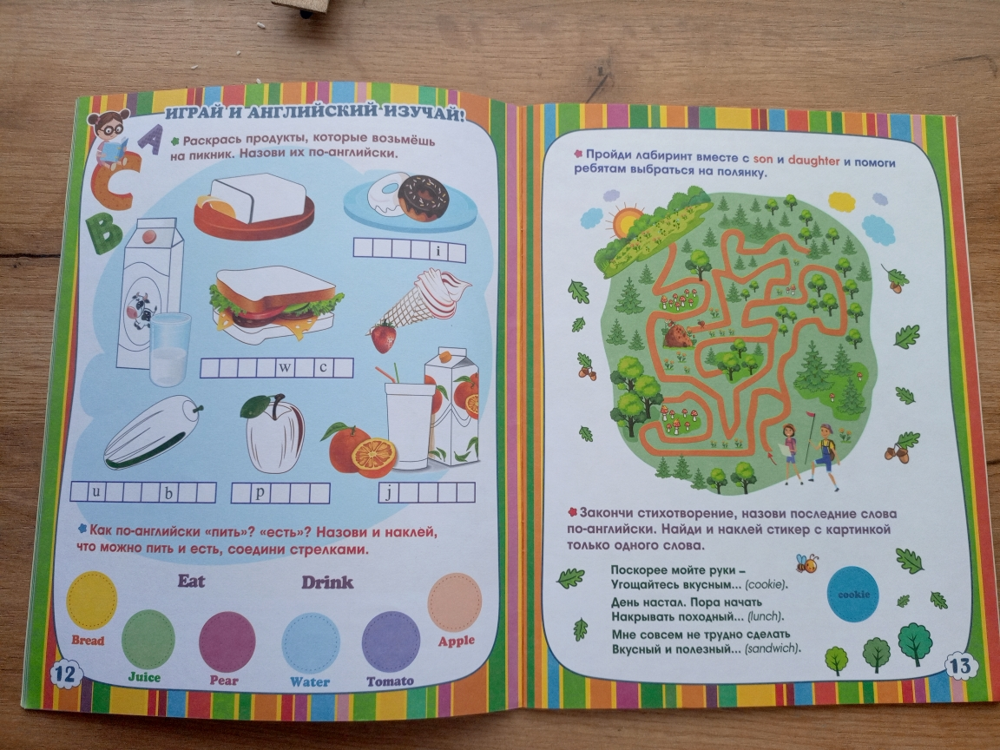 ИГРАЙ И АНГЛИЙСКИЙ ИЗУЧАЙ!
A
C
B
Раскрась продукты, которые возьмёшь
на пикник. Назови их по-английски.
i
w c
u b
p
j
Как по-английски «пить»? «есть»? Назови и наклей,
что можно пить и есть, соедини стрелками.
Eat Drink
Bread
Juice
Pear
Water
Tomato
Apple
12
Пройди лабиринт вместе с son и daughter и помоги
ребятам выбраться на полянку.
Закончи стихотворение, назови последние слова
по-английски. Найди и наклей стикер с картинкой
только одного слова.
Поскорее мойте руки –
Угощайтесь вкусным... (cookie).
День настал. Пора начать
Накрывать походный... (lunch).
Мне совсем не трудно сделать
Вкусный и полезный... (sandwich).
cookie
13